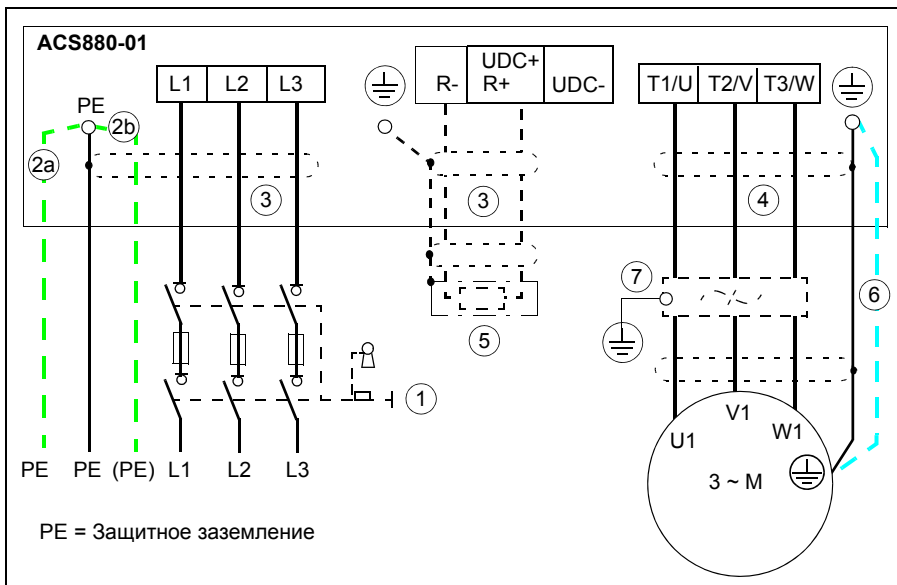 ACS880-01
L1 L2 L3
R- UDC+ R+ UDC-
T1/U T2/V T3/W
PE
2a
2b
3
3
4
7
6
5
1
V1
U1
W1
3 ~ M
PE PE (PE) L1 L2 L3
PE = Защитное заземление